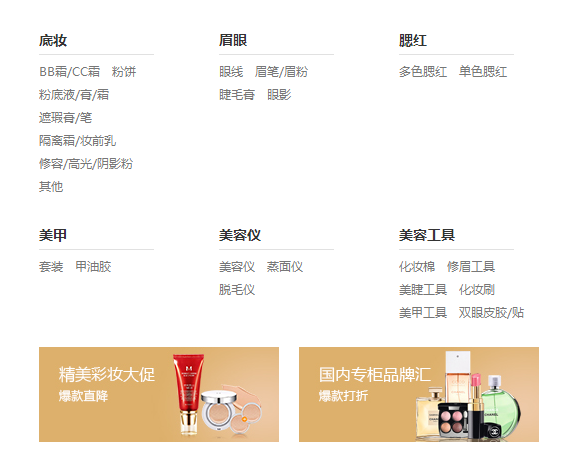 底妆
BB霜/CC霜 粉饼
粉底液/膏/霜
遮瑕膏/笔
隔离霜/妆前乳
修容/高光/阴影粉
其他
眉眼
眼线 眉笔/眉粉
睫毛膏 眼影
腮红
多色腮红 单色腮红
美甲
套装 甲油胶
美容仪
美容仪 蒸面仪
脱毛仪
美容工具
化妆棉 修眉工具
美睫工具 化妆刷
美甲工具 双眼皮胶/贴
精美彩妆大促
爆款直降
M
国内专柜品牌汇
爆款打折
CHANEL